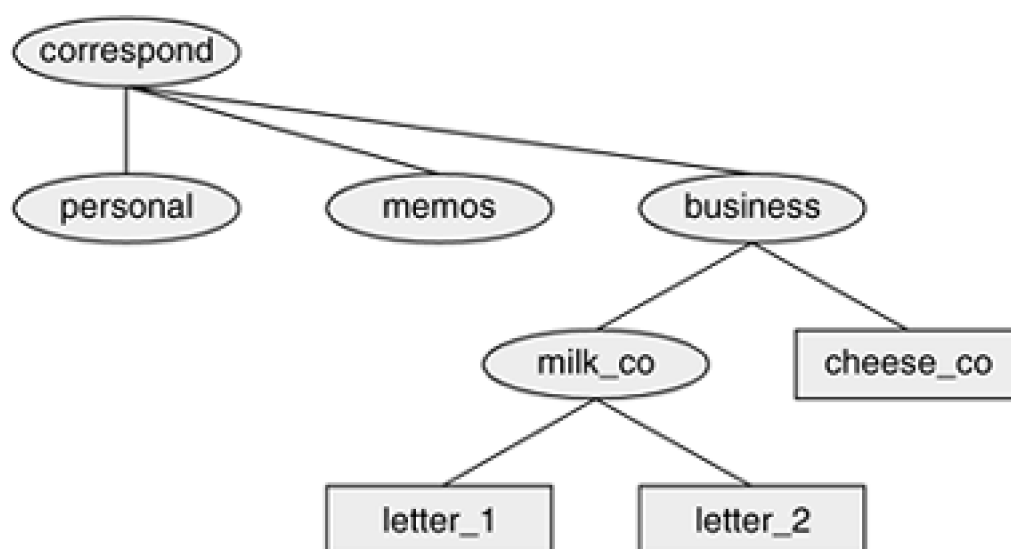 correspond
personal
memos
business
milk_co
cheese_co
letter_1
letter_2